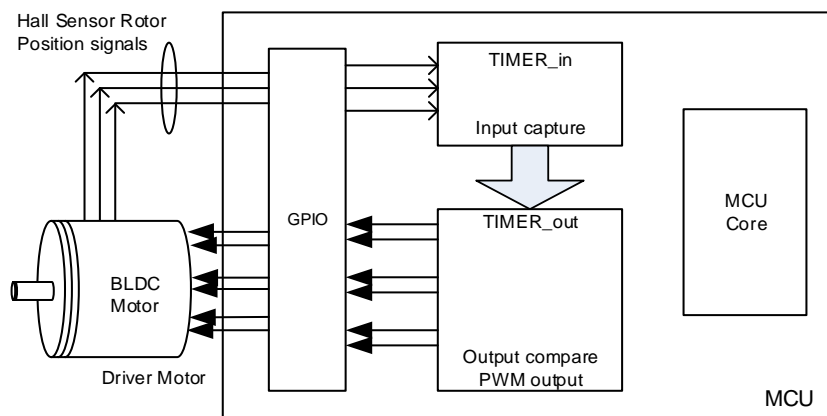 Hall Sensor Rotor
Position signals
TIMER_in
Input capture
GPIO
TIMER_out
MCU
Core
BLDC
Motor
Output compare
PWM output
Driver Motor
MCU